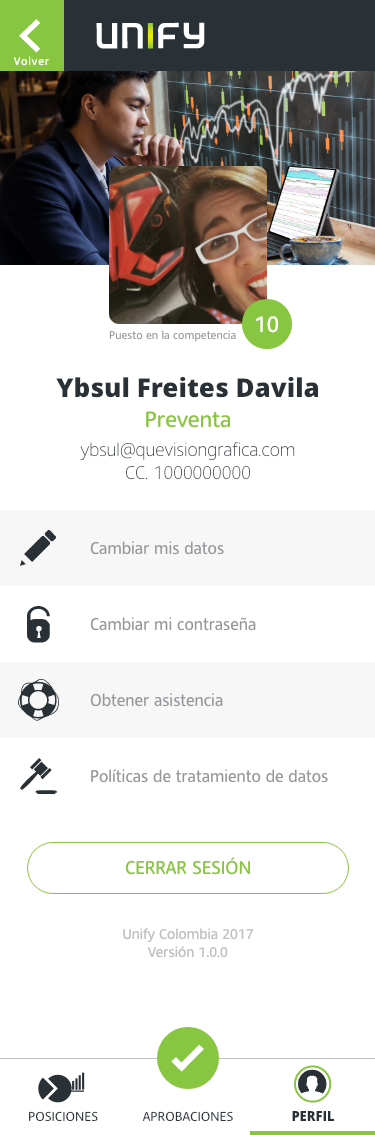 Volver
UNIFY
Puesto en la competencia
10
Ybsul Freites Davila
Preventa
ybsul@quevisiongrafica.com
CC. 1000000000
Cambiar mis datos
Cambiar mi contraseña
Obtener asistencia
Políticas de tratamiento de datos
CERRAR SESIÓN
Unify Colombia 2017
Versión 1.0.0
POSICIONES
APROBACIONES
PERFIL